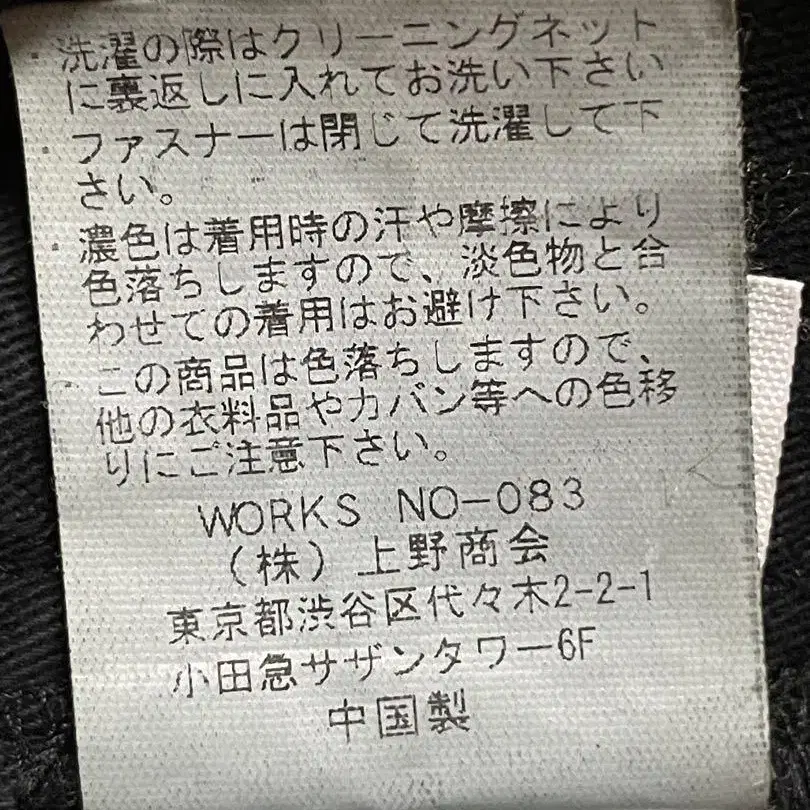 ・洗濯の際はクリーニングネット
に裏返しに入れてお洗い下さい
・ファスナーは閉じて洗濯して下
さい。
・濃色は着用時の汗や摩擦により
色落ちしますので、淡色物と合
わせての着用はお避け下さい。
この商品は色落ちしますので、
他の衣料品やカバン等への色移
りにご注意下さい。
WORKS NO-083
(株)上野商会
東京都渋谷区代々木2-2-1
小田急サザンタワー6F
中国製